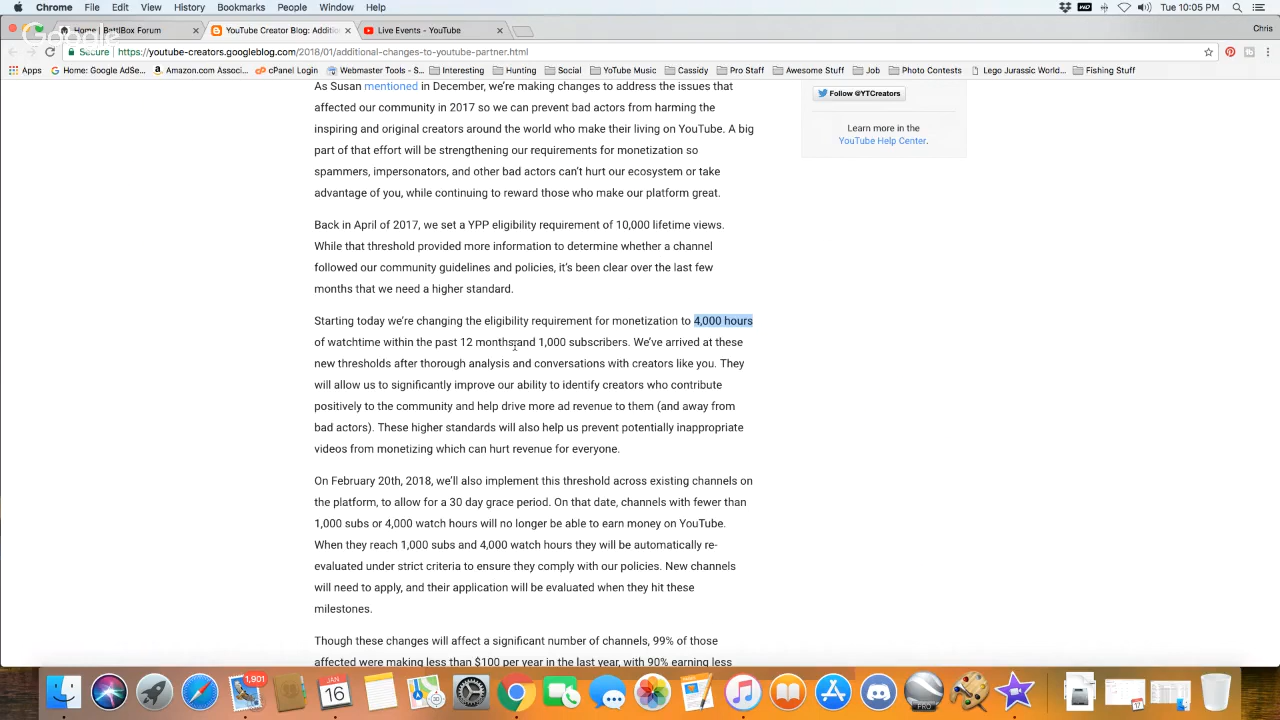 Chrome File Edit View History Bookmarks People Window Help Tue 10:05 PM
Google
Home | BattlBox Forum YouTube Creator Blog: Additio Live Events - YouTube Chris
Secure https://youtube-creators.googleblog.com/2018/01/additional-changes-to-youtube-partner.html
Apps Home: Google AdSe... Amazon.com Associ... cPanel Login Webmaster Tools - S... Interesting Hunting Social YoTube Music Cassidy Pro Staff Awesome Stuff Job Photo Contests Lego Jurassic World... Fishing Stuff
As Susan mentioned in December, we're making changes to address the issues that
affected our community in 2017 so we can prevent bad actors from harming the
inspiring and original creators around the world who make their living on YouTube. A big
part of that effort will be strengthening our requirements for monetization so
spammers, impersonators, and other bad actors can't hurt our ecosystem or take
advantage of you, while continuing to reward those who make our platform great.
Follow @YTCreators
Learn more in the
YouTube Help Center.
Back in April of 2017, we set a YPP eligibility requirement of 10,000 lifetime views.
While that threshold provided more information to determine whether a channel
followed our community guidelines and policies, it's been clear over the last few
months that we need a higher standard.
Starting today we're changing the eligibility requirement for monetization to 4,000 hours
of watchtime within the past 12 months and 1,000 subscribers. We've arrived at these
new thresholds after thorough analysis and conversations with creators like you. They
will allow us to significantly improve our ability to identify creators who contribute
positively to the community and help drive more ad revenue to them (and away from
bad actors). These higher standards will also help us prevent potentially inappropriate
videos from monetizing which can hurt revenue for everyone.
On February 20th, 2018, we'll also implement this threshold across existing channels on
the platform, to allow for a 30 day grace period. On that date, channels with fewer than
1,000 subs or 4,000 watch hours will no longer be able to earn money on YouTube.
When they reach 1,000 subs and 4,000 watch hours they will be automatically re-
evaluated under strict criteria to ensure they comply with our policies. New channels
will need to apply, and their application will be evaluated when they hit these
milestones.
Though these changes will affect a significant number of channels, 99% of those
affected were making less than $100 per year in the last year, with 90% earning less
1,901
JAN
16
PRO